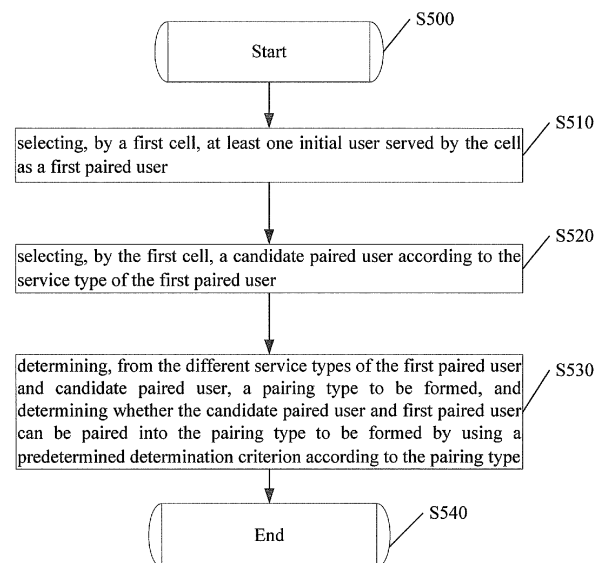 S500
Start
S510
selecting, by a first cell, at least one initial user served by the cell
as a first paired user
S520
selecting, by the first cell, a candidate paired user according to the
service type of the first paired user
S530
determining, from the different service types of the first paired user
and candidate paired user, a pairing type to be formed, and
determining whether the candidate paired user and first paired user
can be paired into the pairing type to be formed by using a
predetermined determination criterion according to the pairing type
S540
End